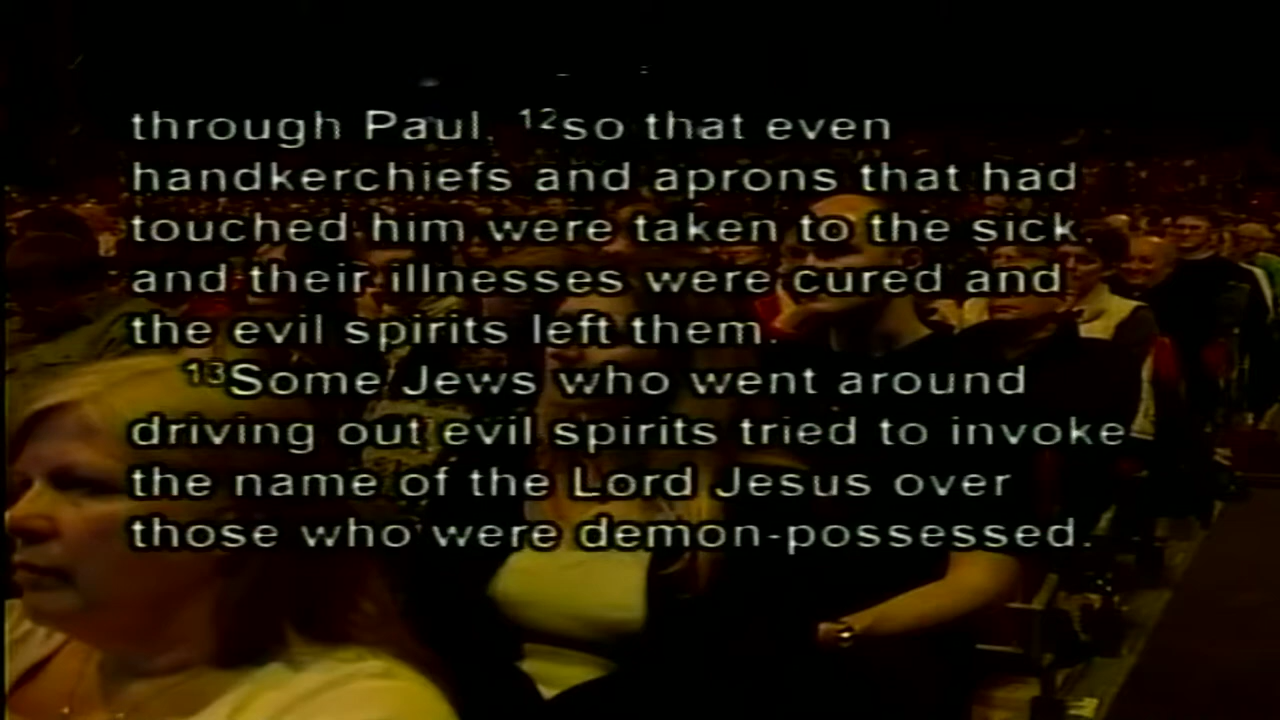 through Paul, ¹²so that even
handkerchiefs and aprons that had
touched him were taken to the sick,
and their illnesses were cured and
the evil spirits left them.
¹³Some Jews who went around
driving out evil spirits tried to invoke
the name of the Lord Jesus over
those who were demon-possessed.